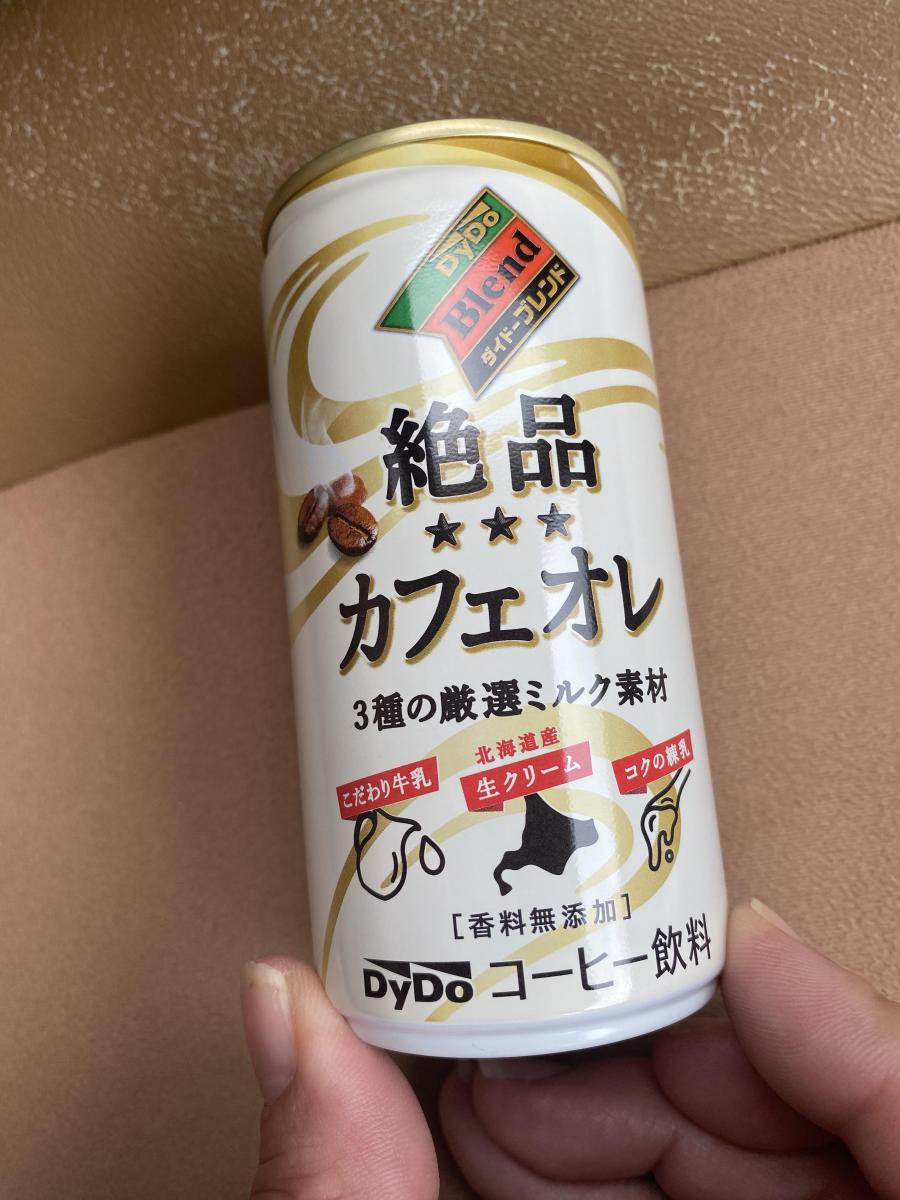 DyDo
Blend
ダイドーブレンド
絶品
★★★
カフェオレ
3種の厳選ミルク素材
こだわり牛乳
北海道産
生クリーム
コクの練乳
[香料無添加]
DyDo コーヒー飲料